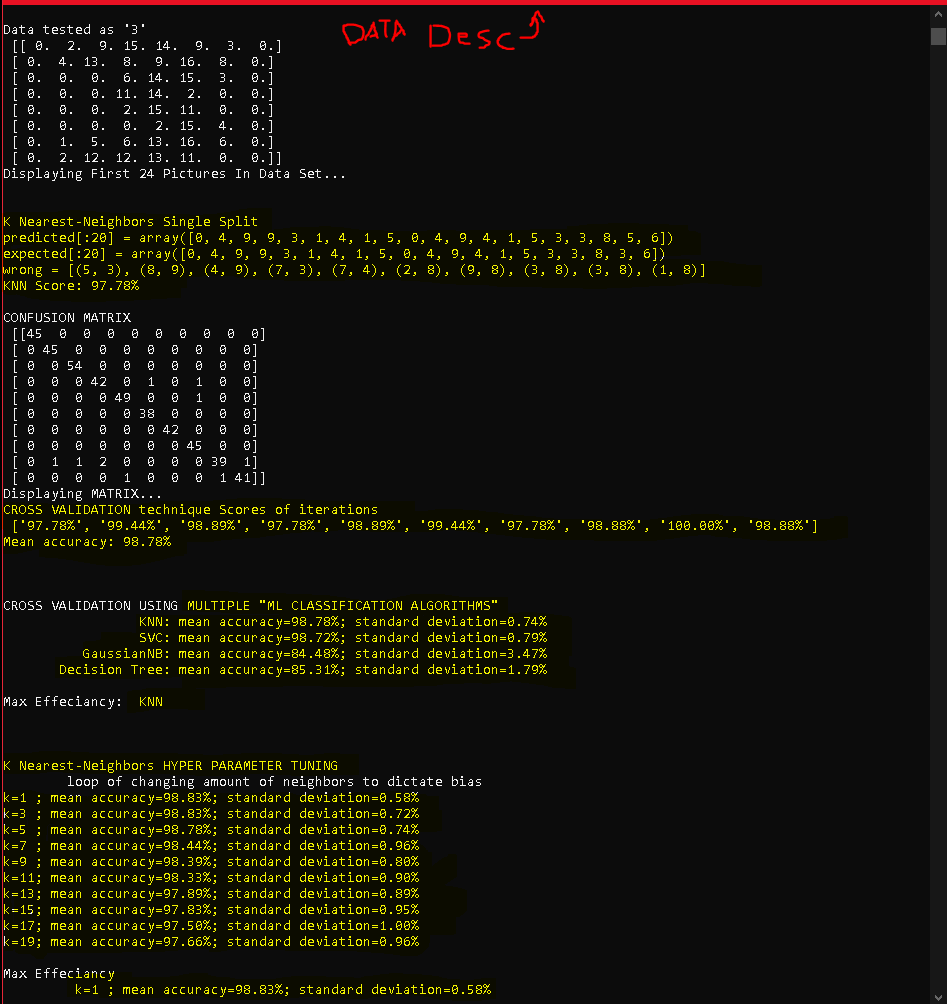 DATA Desc
Data tested as '3'
[[ 0. 2. 9. 15. 14. 9. 3. 0.]
[ 0. 4. 13. 8. 9. 16. 8. 0.]
[ 0. 0. 0. 6. 14. 15. 3. 0.]
[ 0. 0. 0. 11. 14. 2. 0. 0.]
[ 0. 0. 0. 2. 15. 11. 0. 0.]
[ 0. 0. 0. 0. 2. 15. 4. 0.]
[ 0. 1. 5. 6. 13. 16. 6. 0.]
[ 0. 2. 12. 12. 13. 11. 0. 0.]]
Displaying First 24 Pictures In Data Set...
K Nearest-Neighbors Single Split
predicted[:20] = array([0, 4, 9, 9, 3, 1, 4, 1, 5, 0, 4, 9, 4, 1, 5, 3, 3, 8, 5, 6])
expected[:20] = array([0, 4, 9, 9, 3, 1, 4, 1, 5, 0, 4, 9, 4, 1, 5, 3, 3, 8, 3, 6])
wrong = [(5, 3), (8, 9), (4, 9), (7, 3), (7, 4), (2, 8), (9, 8), (3, 8), (3, 8), (1, 8)]
KNN Score: 97.78%
CONFUSION MATRIX
[[45 0 0 0 0 0 0 0 0 0]
[ 0 45 0 0 0 0 0 0 0 0]
[ 0 0 54 0 0 0 0 0 0 0]
[ 0 0 0 42 0 1 0 1 0 0]
[ 0 0 0 0 49 0 0 1 0 0]
[ 0 0 0 0 0 38 0 0 0 0]
[ 0 0 0 0 0 0 42 0 0 0]
[ 0 0 0 0 0 0 0 45 0 0]
[ 0 1 1 2 0 0 0 0 39 1]
[ 0 0 0 0 1 0 0 0 1 41]]
Displaying MATRIX...
CROSS VALIDATION technique Scores of iterations
['97.78%', '99.44%', '98.89%', '97.78%', '98.89%', '99.44%', '97.78%', '98.88%', '100.00%', '98.88%']
Mean accuracy: 98.78%
CROSS VALIDATION USING MULTIPLE "ML CLASSIFICATION ALGORITHMS"
KNN: mean accuracy=98.78%; standard deviation=0.74%
SVC: mean accuracy=98.72%; standard deviation=0.79%
GaussianNB: mean accuracy=84.48%; standard deviation=3.47%
Decision Tree: mean accuracy=85.31%; standard deviation=1.79%
Max Effeciancy: KNN
K Nearest-Neighbors HYPER PARAMETER TUNING
loop of changing amount of neighbors to dictate bias
k=1 ; mean accuracy=98.83%; standard deviation=0.58%
k=3 ; mean accuracy=98.83%; standard deviation=0.72%
k=5 ; mean accuracy=98.78%; standard deviation=0.74%
k=7 ; mean accuracy=98.44%; standard deviation=0.96%
k=9 ; mean accuracy=98.39%; standard deviation=0.80%
k=11; mean accuracy=98.33%; standard deviation=0.90%
k=13; mean accuracy=97.89%; standard deviation=0.89%
k=15; mean accuracy=97.83%; standard deviation=0.95%
k=17; mean accuracy=97.50%; standard deviation=1.00%
k=19; mean accuracy=97.66%; standard deviation=0.96%
Max Effeciancy
k=1 ; mean accuracy=98.83%; standard deviation=0.58%